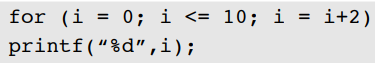 for (i = 0; i <= 10; i = i+2)
printf(“%d”,i);